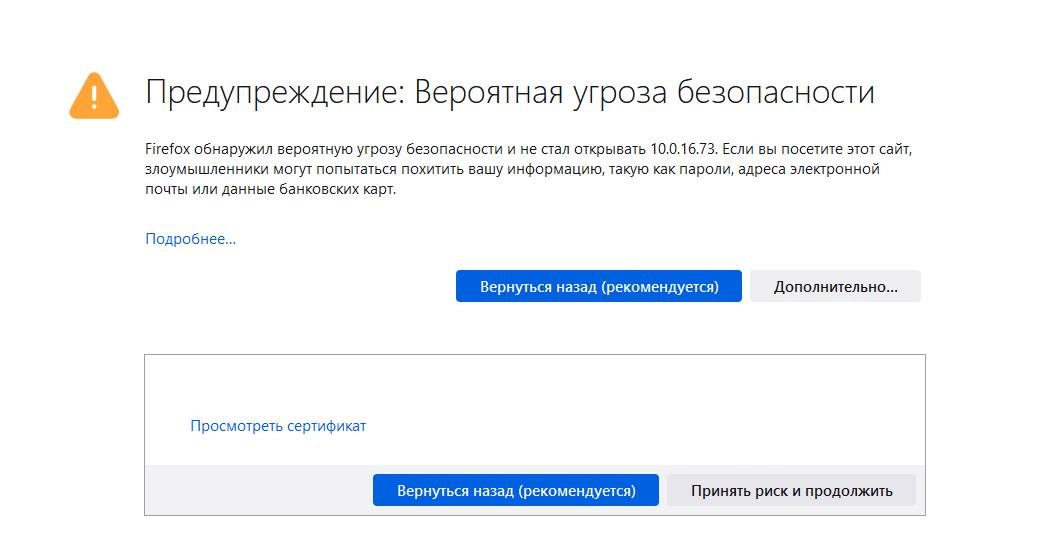 Предупреждение: Вероятная угроза безопасности
Firefox обнаружил вероятную угрозу безопасности и не стал открывать 10.0.16.73. Если вы посетите этот сайт,
злоумышленники могут попытаться похитить вашу информацию, такую как пароли, адреса электронной
почты или данные банковских карт.
Подробнее...
Вернуться назад (рекомендуется) Дополнительно...
Просмотреть сертификат
Вернуться назад (рекомендуется) Принять риск и продолжить